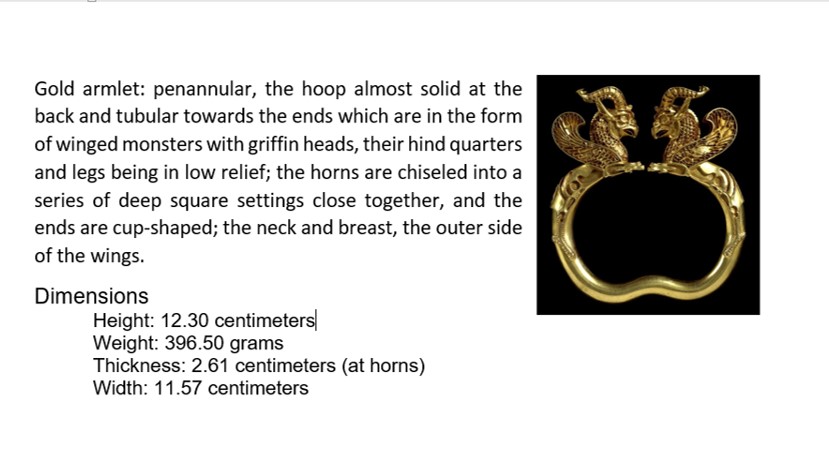 Gold armlet: penannular, the hoop almost solid at the
back and tubular towards the ends which are in the form
of winged monsters with griffin heads, their hind quarters
and legs being in low relief; the horns are chiseled into a
series of deep square settings close together, and the
ends are cup-shaped; the neck and breast, the outer side
of the wings.
Dimensions
Height: 12.30 centimeters
Weight: 396.50 grams
Thickness: 2.61 centimeters (at horns)
Width: 11.57 centimeters